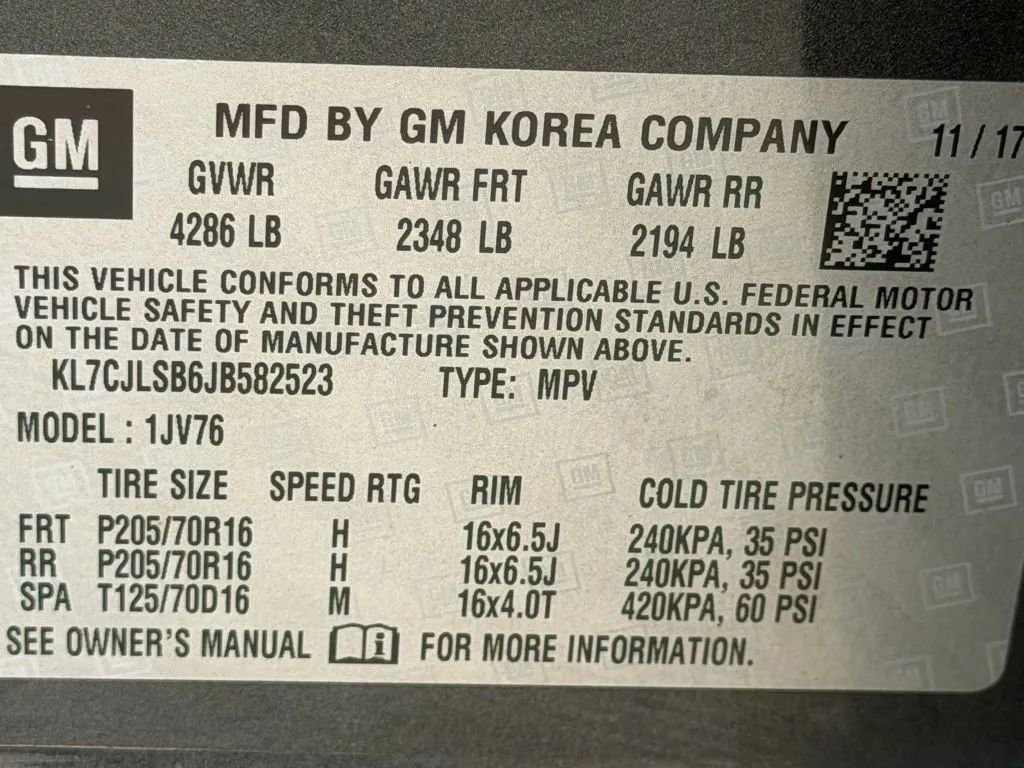 GM
MFD BY GM KOREA COMPANY 11/17
GVWR GAWR FRT GAWR RR
4286 LB 2348 LB 2194 LB
THIS VEHICLE CONFORMS TO ALL APPLICABLE U.S. FEDERAL MOTOR
VEHICLE SAFETY AND THEFT PREVENTION STANDARDS IN EFFECT
ON THE DATE OF MANUFACTURE SHOWN ABOVE.
KL7CJLSB6JB582523 TYPE: MPV
MODEL : 1JV76
TIRE SIZE SPEED RTG RIM COLD TIRE PRESSURE
FRT P205/70R16 H 16x6.5J 240KPA, 35 PSI
RR P205/70R16 H 16x6.5J 240KPA, 35 PSI
SPA T125/70D16 M 16x4.0T 420KPA, 60 PSI
SEE OWNER'S MANUAL i FOR MORE INFORMATION.